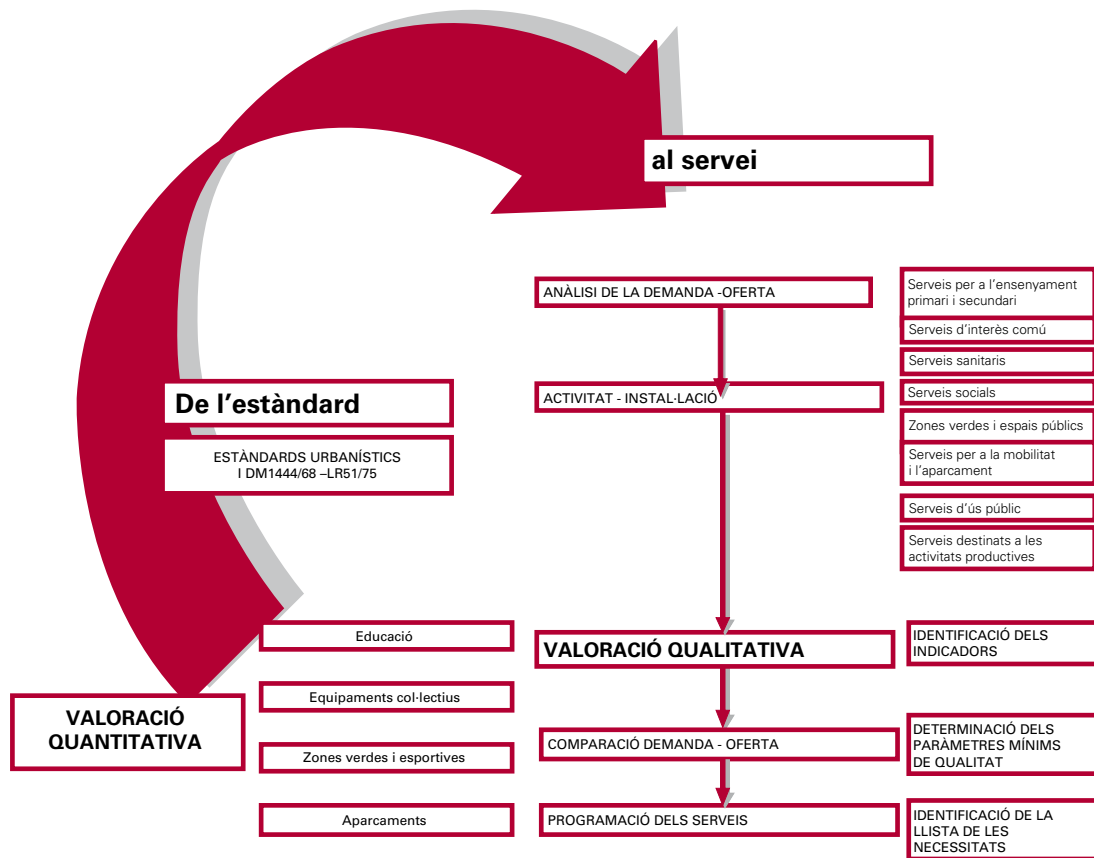 al servei
De l’estàndard
ESTÀNDARDS URBANÍSTICS
I DM1444/68 –LR51/75
VALORACIÓ
QUANTITATIVA
Educació
Equipaments col·lectius
Zones verdes i esportives
Aparcaments
ANÀLISI DE LA DEMANDA -OFERTA
ACTIVITAT - INSTAL·LACIÓ
VALORACIÓ QUALITATIVA
COMPARACIÓ DEMANDA - OFERTA
PROGRAMACIÓ DELS SERVEIS
Serveis per a l’ensenyament
primari i secundari
Serveis d’interès comú
Serveis sanitaris
Serveis socials
Zones verdes i espais públics
Serveis per a la mobilitat
i l’aparcament
Serveis d’ús públic
Serveis destinats a les
activitats productives
IDENTIFICACIÓ DELS
INDICADORS
DETERMINACIÓ DELS
PARÀMETRES MÍNIMS
DE QUALITAT
IDENTIFICACIÓ DE LA
LLISTA DE LES
NECESSITATS